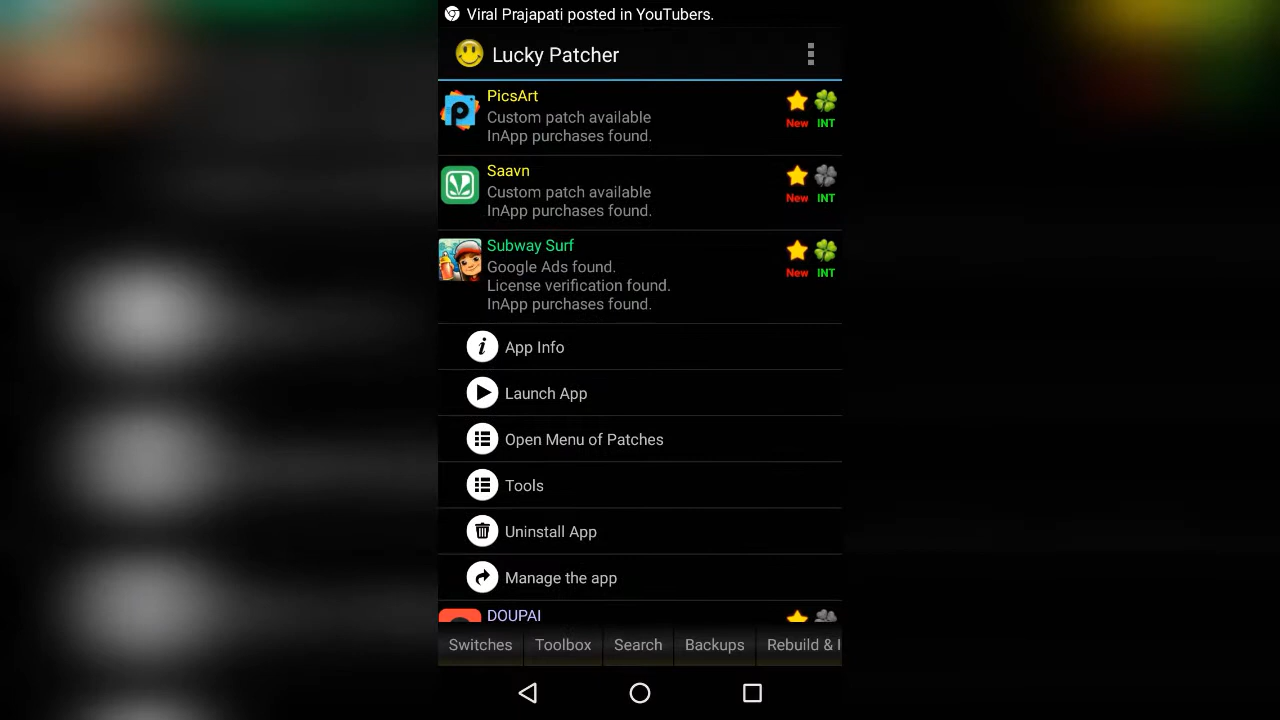 Viral Prajapati posted in YouTubers.
Lucky Patcher
PicsArt
Custom patch available
InApp purchases found.
New INT
Saavn
Custom patch available
InApp purchases found.
New INT
Subway Surf
Google Ads found.
License verification found.
InApp purchases found.
New INT
App Info
Launch App
Open Menu of Patches
Tools
Uninstall App
Manage the app
DOUPAI
Switches Toolbox Search Backups Rebuild & I